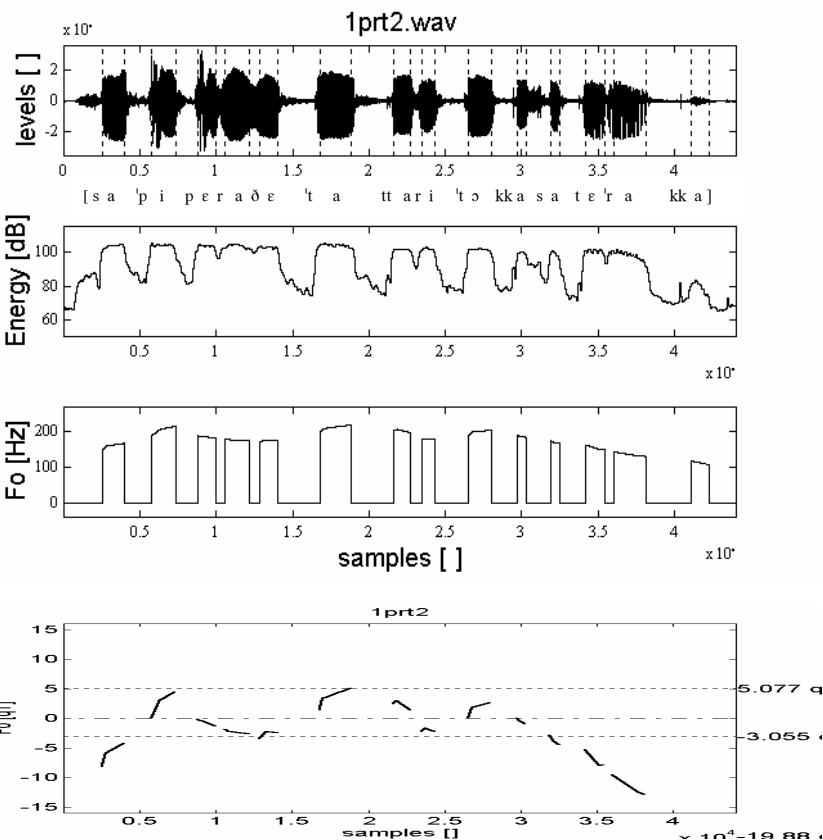 1prt2.wav
x 10⁴
levels [ ]
2
0
-2
0 0.5 1 1.5 2 2.5 3 3.5 4
[ s a ˈp i p ɛ r a ð ɛ ˈt a tt a r i ˈt ɔ kk a s a t ɛ ˈr a kk a ]
Energy [dB]
100
80
60
0.5 1 1.5 2 2.5 3 3.5 4
x 10⁴
Fo [Hz]
200
100
0
0.5 1 1.5 2 2.5 3 3.5 4
samples [ ]
x 10⁴
1prt2
15
10
5
5.077 q
0
-3.055
-5
-10
-15
0.5 1 1.5 2 2.5 3 3.5 4
samples []
x 10⁴-19.88